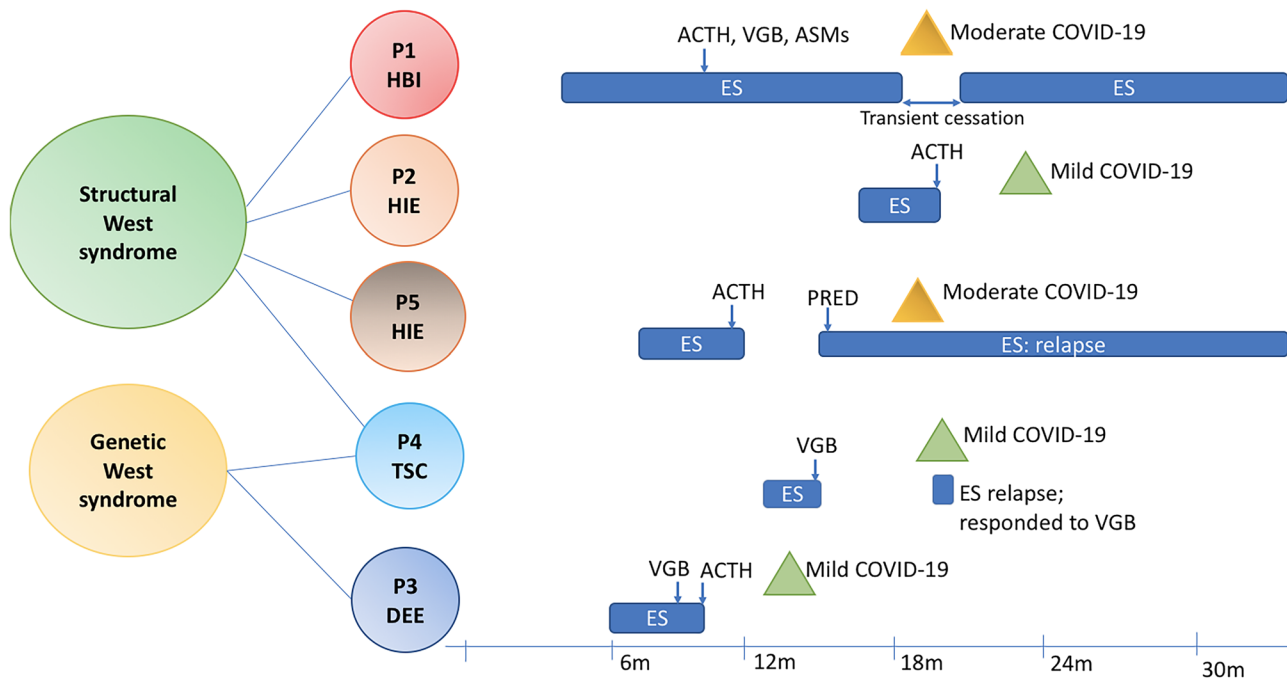 Structural
West
syndrome
Genetic
West
syndrome
P1
HBI
P2
HIE
P5
HIE
P4
TSC
P3
DEE
ACTH, VGB, ASMs
Moderate COVID-19
ES
ES
Transient cessation
ACTH
Mild COVID-19
ES
ACTH
PRED
Moderate COVID-19
ES
ES: relapse
VGB
Mild COVID-19
ES
ES relapse;
responded to VGB
VGB
ACTH
Mild COVID-19
ES
6m
12m
18m
24m
30m